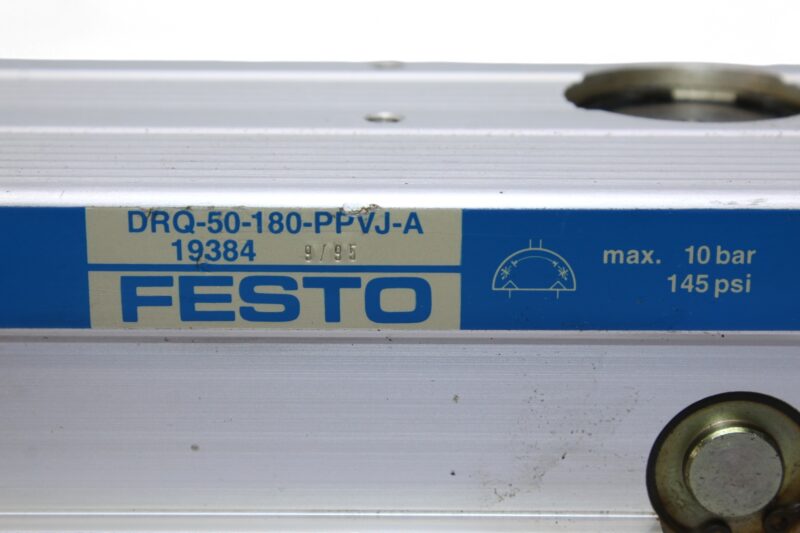 DRQ-50-180-PPVJ-A
19384 9/95
FESTO
max. 10 bar
145 psi